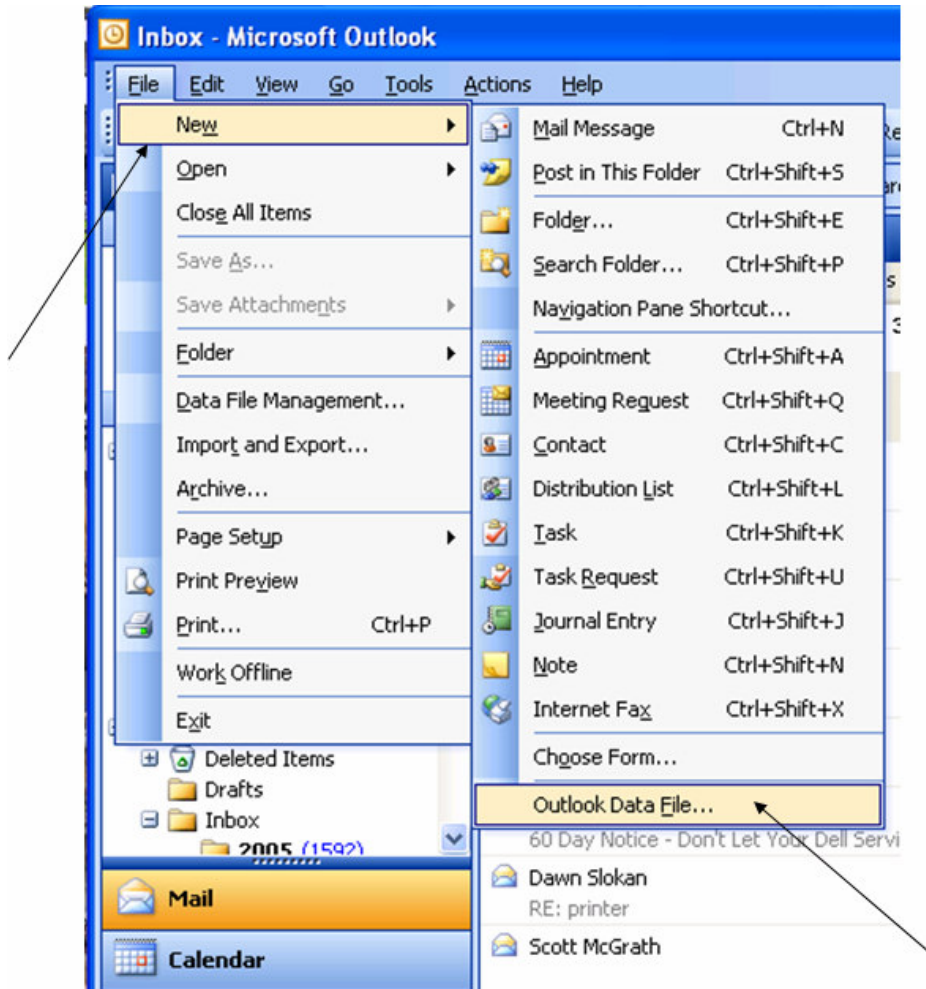 Inbox - Microsoft Outlook
File Edit View Go Tools Actions Help
New
Open
Close All Items
Save As...
Save Attachments
Folder
Data File Management...
Import and Export...
Archive...
Page Setup
Print Preview
Print... Ctrl+P
Work Offline
Exit
Mail Message Ctrl+N
Post in This Folder Ctrl+Shift+S
Folder... Ctrl+Shift+E
Search Folder... Ctrl+Shift+P
Navigation Pane Shortcut...
Appointment Ctrl+Shift+A
Meeting Request Ctrl+Shift+Q
Contact Ctrl+Shift+C
Distribution List Ctrl+Shift+L
Task Ctrl+Shift+K
Task Request Ctrl+Shift+U
Journal Entry Ctrl+Shift+J
Note Ctrl+Shift+N
Internet Fax Ctrl+Shift+X
Choose Form...
Outlook Data File...
Deleted Items
Drafts
Inbox
2005 (1592)
Mail
Calendar
60 Day Notice - Don't Let Your Dell Servi
Dawn Slokan
RE: printer
Scott McGrath